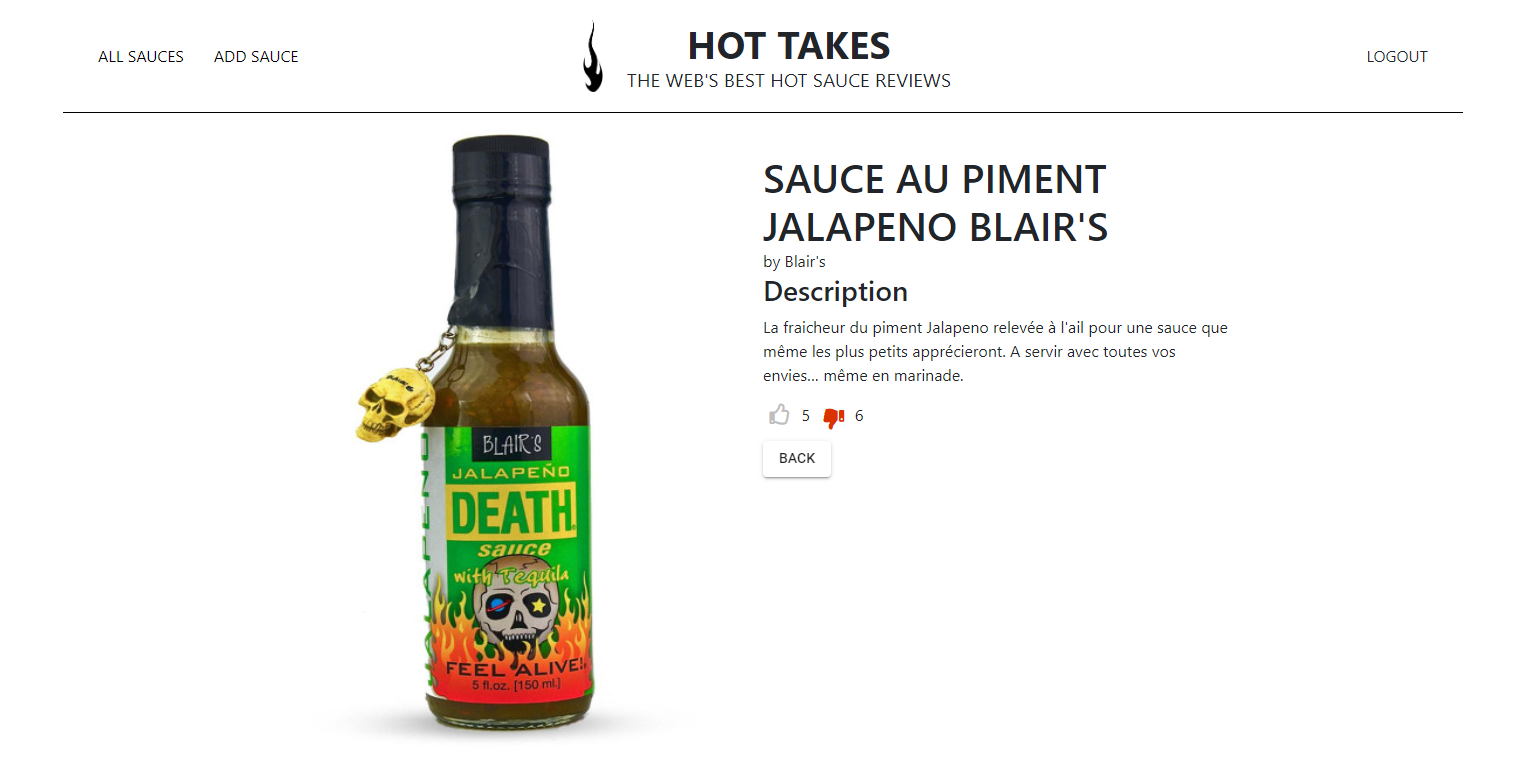 ALL SAUCES
ADD SAUCE
HOT TAKES
THE WEB'S BEST HOT SAUCE REVIEWS
LOGOUT
SAUCE AU PIMENT
JALAPENO BLAIR'S
by Blair's
Description
La fraicheur du piment Jalapeno relevée à l'ail pour une sauce que
même les plus petits apprécieront. A servir avec toutes vos
envies... même en marinade.
5
6
BACK
BLAIR'S
JALAPEÑO
DEATH
sauce
with Tequila
FEEL ALIVE!
5 fl.oz. [150 ml.]
JALAPENO